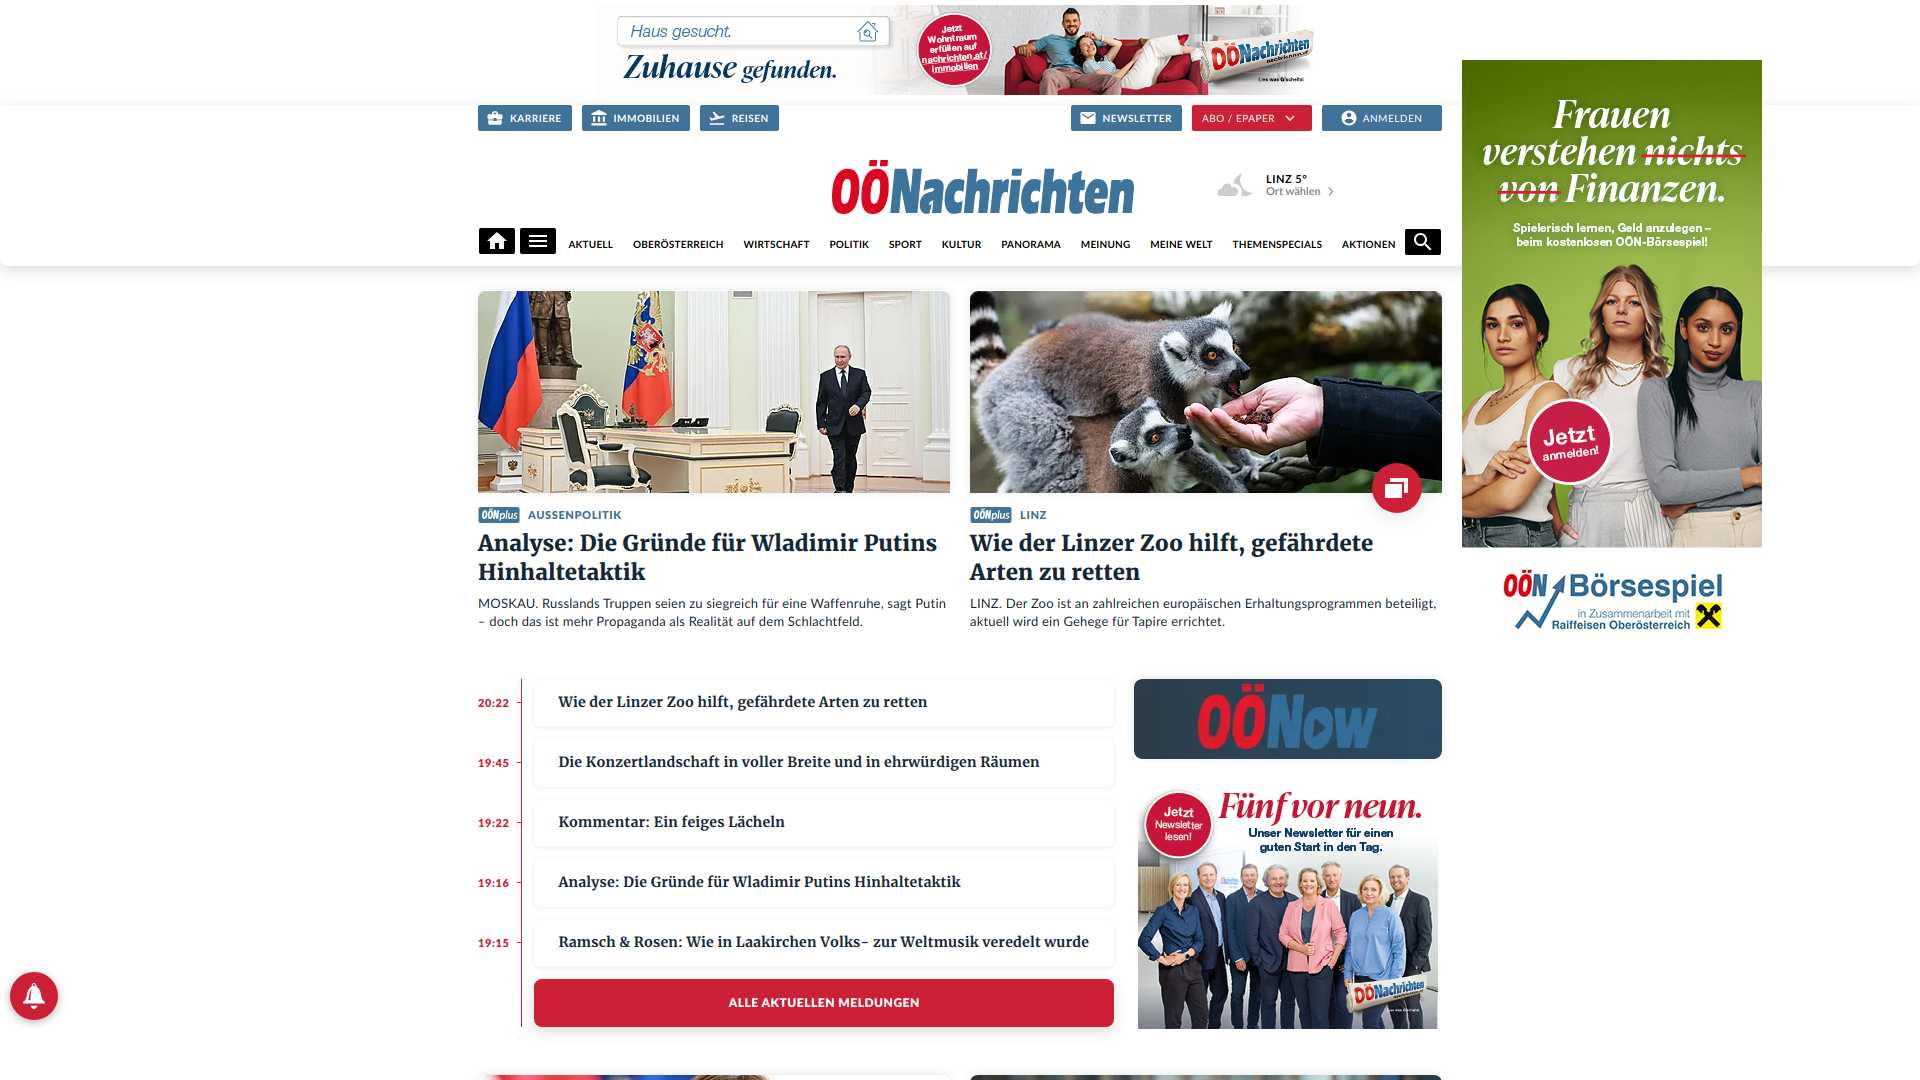 Haus gesucht.
Zuhause gefunden.
Jetzt
Wohntraum
erfüllen auf
nachrichten.at/
immobilien
OÖNachrichten
Lies was G'scheits!
KARRIERE
IMMOBILIEN
REISEN
NEWSLETTER
ABO / EPAPER
ANMELDEN
OÖNachrichten
LINZ 5°
Ort wählen
AKTUELL
OBERÖSTERREICH
WIRTSCHAFT
POLITIK
SPORT
KULTUR
PANORAMA
MEINUNG
MEINE WELT
THEMENSPECIALS
AKTIONEN
Frauen
verstehen nichts
von Finanzen.
Spielerisch lernen, Geld anzulegen –
beim kostenlosen OÖN-Börsespiel!
Jetzt
anmelden!
OÖN Börsespiel
in Zusammenarbeit mit
Raiffeisen Oberösterreich
OÖNplus AUSSENPOLITIK
Analyse: Die Gründe für Wladimir Putins
Hinhaltetaktik
MOSKAU. Russlands Truppen seien zu siegreich für eine Waffenruhe, sagt Putin
– doch das ist mehr Propaganda als Realität auf dem Schlachtfeld.
OÖNplus LINZ
Wie der Linzer Zoo hilft, gefährdete
Arten zu retten
LINZ. Der Zoo ist an zahlreichen europäischen Erhaltungsprogrammen beteiligt,
aktuell wird ein Gehege für Tapire errichtet.
20:22 Wie der Linzer Zoo hilft, gefährdete Arten zu retten
19:45 Die Konzertlandschaft in voller Breite und in ehrwürdigen Räumen
19:22 Kommentar: Ein feiges Lächeln
19:16 Analyse: Die Gründe für Wladimir Putins Hinhaltetaktik
19:15 Ramsch & Rosen: Wie in Laakirchen Volks- zur Weltmusik veredelt wurde
ALLE AKTUELLEN MELDUNGEN
OÖNow
Jetzt
Newsletter
lesen!
Fünf vor neun.
Unser Newsletter für einen
guten Start in den Tag.
OÖNachrichten